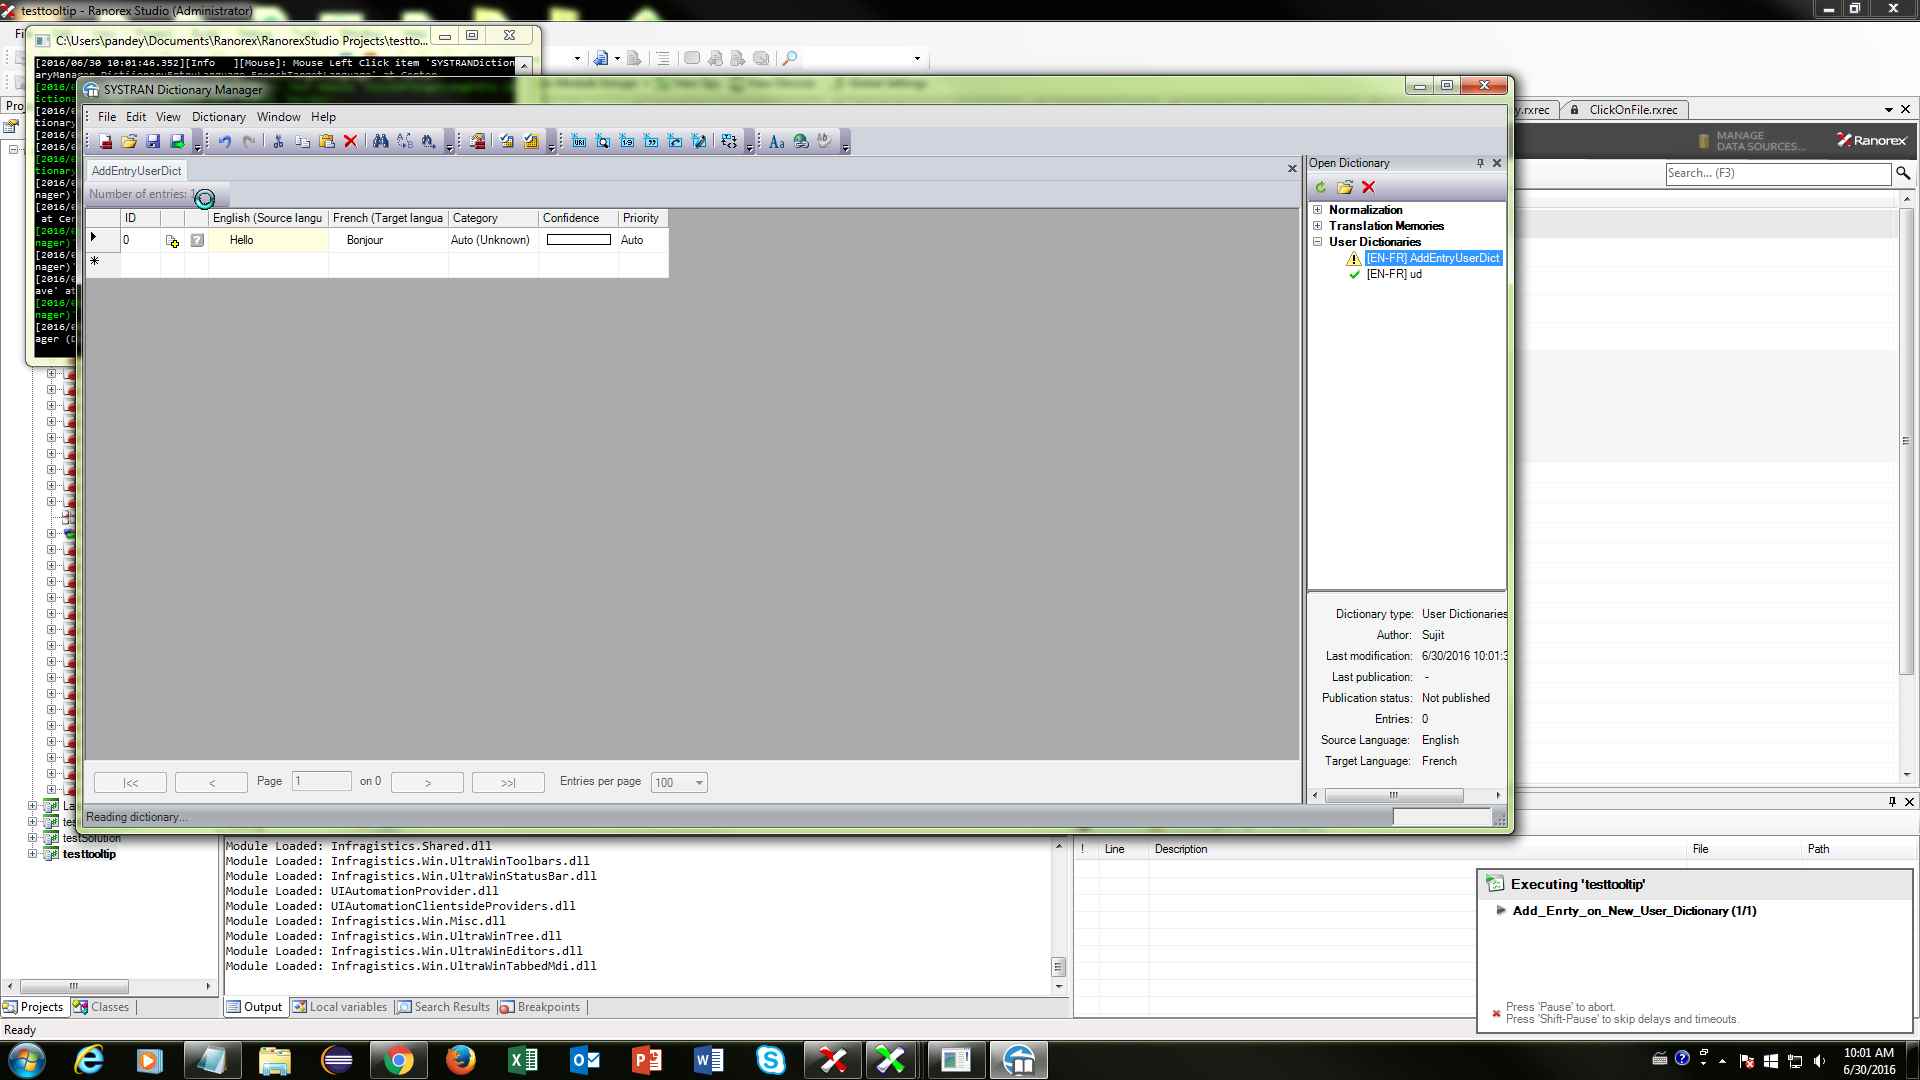 testtooltip - Ranorex Studio (Administrator)
C:\Users\pandey\Documents\Ranorex\RanorexStudio Projects\testto...
[2016/06/30 10:01:46.352][Info   ][Mouse]: Mouse Left Click item 'SYSTRANDiction
SYSTRAN Dictionary Manager
File Edit View Dictionary Window Help
AddEntryUserDict
Number of entries: 1
ID English (Source langu French (Target langua Category Confidence Priority
0 Hello Bonjour Auto (Unknown) Auto
|<< < Page 1 on 0 > >>| Entries per page 100
Reading dictionary...
Open Dictionary
Normalization
Translation Memories
User Dictionaries
[EN-FR] AddEntryUserDict
[EN-FR] ud
Dictionary type: User Dictionaries
Author: Sujit
Last modification: 6/30/2016 10:01:3
Last publication: -
Publication status: Not published
Entries: 0
Source Language: English
Target Language: French
y.rxrec ClickOnFile.rxrec
MANAGE
DATA SOURCES...
Ranorex
Search... (F3)
testSolution
testtooltip
Projects Classes
Module Loaded: Infragistics.Shared.dll
Module Loaded: Infragistics.Win.UltraWinToolbars.dll
Module Loaded: Infragistics.Win.UltraWinStatusBar.dll
Module Loaded: UIAutomationProvider.dll
Module Loaded: UIAutomationClientsideProviders.dll
Module Loaded: Infragistics.Win.Misc.dll
Module Loaded: Infragistics.Win.UltraWinTree.dll
Module Loaded: Infragistics.Win.UltraWinEditors.dll
Module Loaded: Infragistics.Win.UltraWinTabbedMdi.dll
Output Local variables Search Results Breakpoints
! Line Description File Path
Executing 'testtooltip'
Add_Enrty_on_New_User_Dictionary (1/1)
Press 'Pause' to abort.
Press 'Shift-Pause' to skip delays and timeouts.
Ready
10:01 AM
6/30/2016